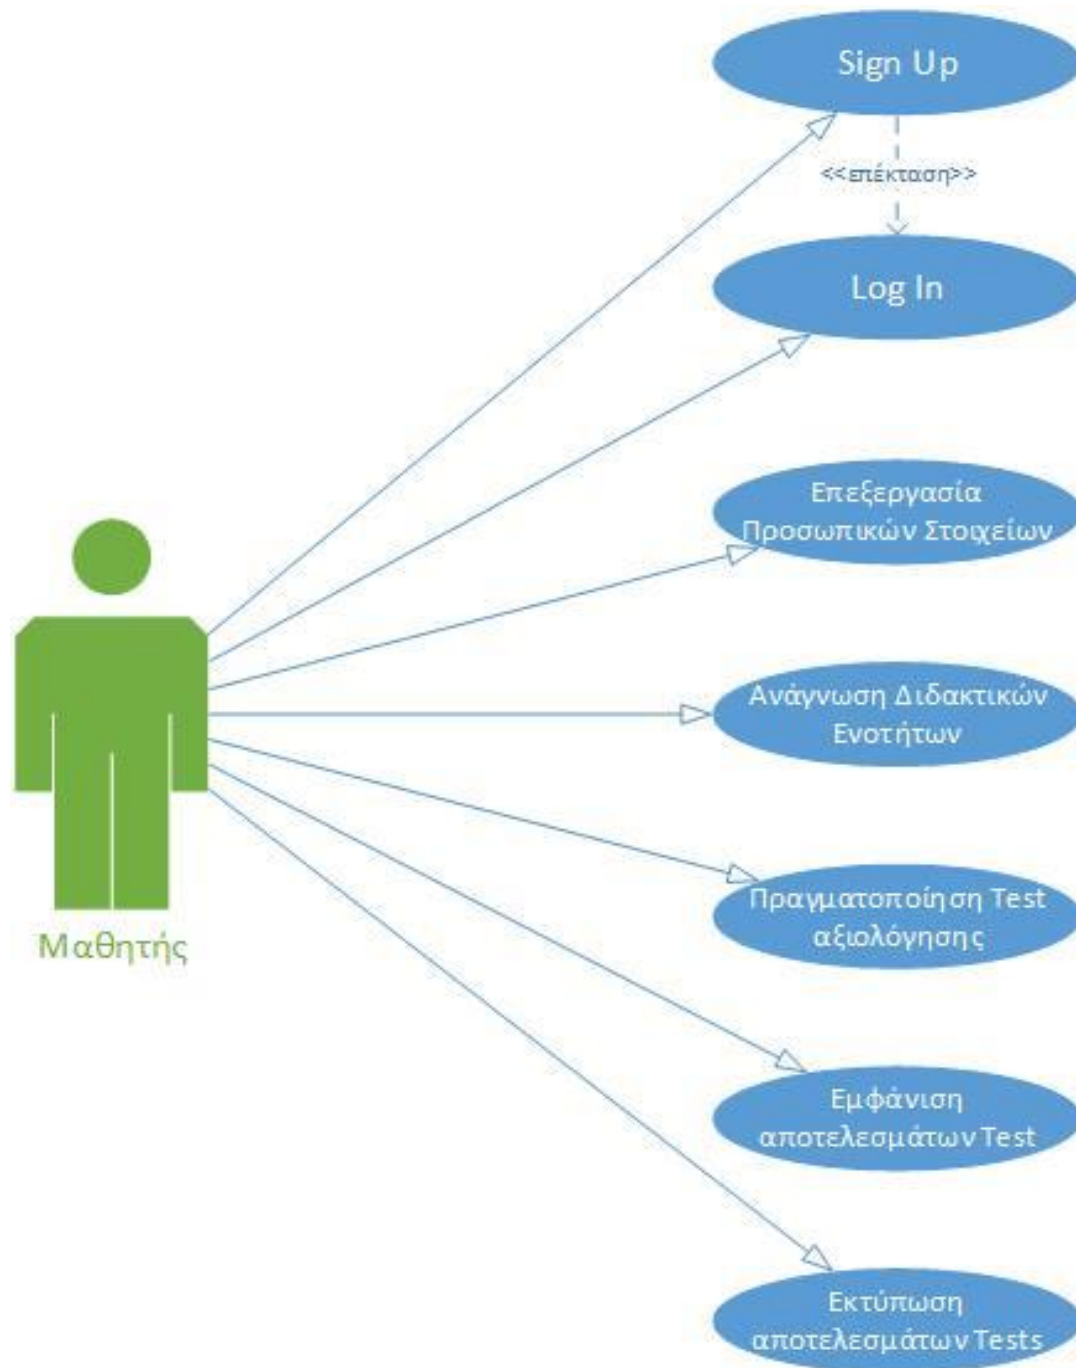 Sign Up
<<επέκταση>>
Log In
Επεξεργασία
Προσωπικών Στοιχείων
Ανάγνωση Διδακτικών
Ενοτήτων
Πραγματοποίηση Test
αξιολόγησης
Μαθητής
Εμφάνιση
αποτελεσμάτων Test
Εκτύπωση
αποτελεσμάτων Tests